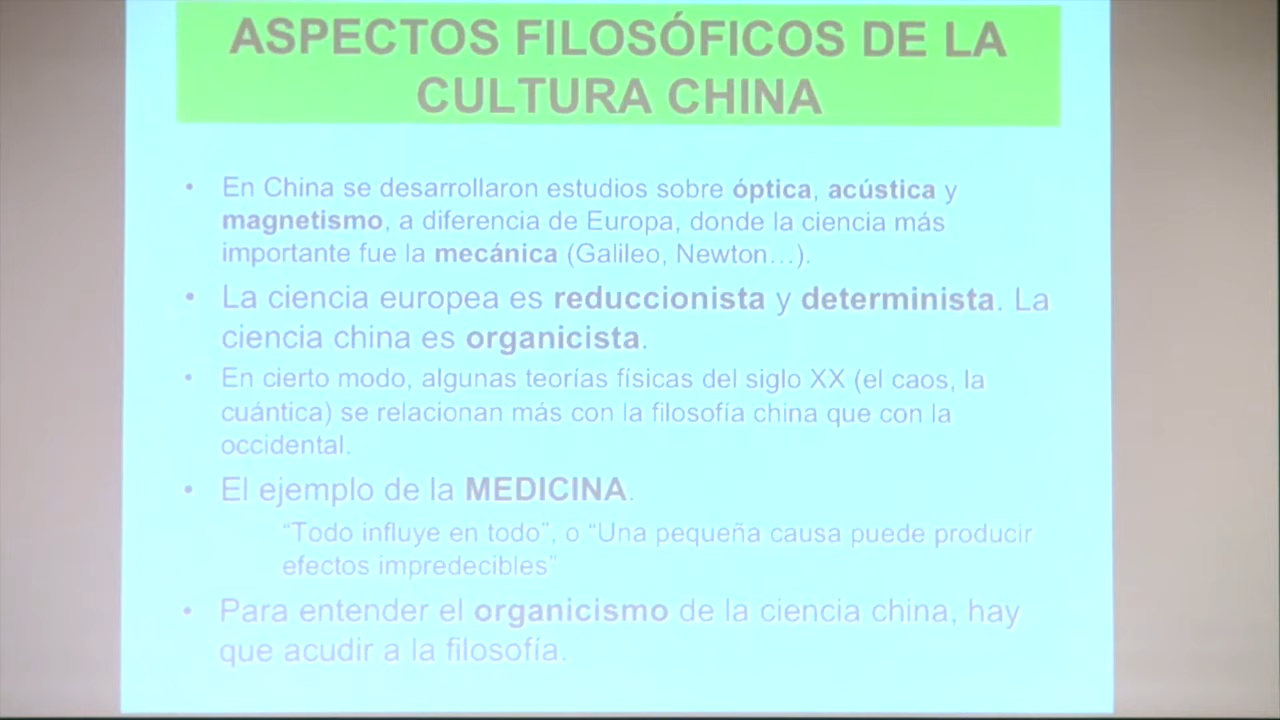 ASPECTOS FILOSÓFICOS DE LA
CULTURA CHINA
• En China se desarrollaron estudios sobre óptica, acústica y
magnetismo, a diferencia de Europa, donde la ciencia más
importante fue la mecánica (Galileo, Newton…).
• La ciencia europea es reduccionista y determinista. La
ciencia china es organicista.
• En cierto modo, algunas teorías físicas del siglo XX (el caos, la
cuántica) se relacionan más con la filosofía china que con la
occidental.
• El ejemplo de la MEDICINA.
“Todo influye en todo”, o “Una pequeña causa puede producir
efectos impredecibles”
• Para entender el organicismo de la ciencia china, hay
que acudir a la filosofía.